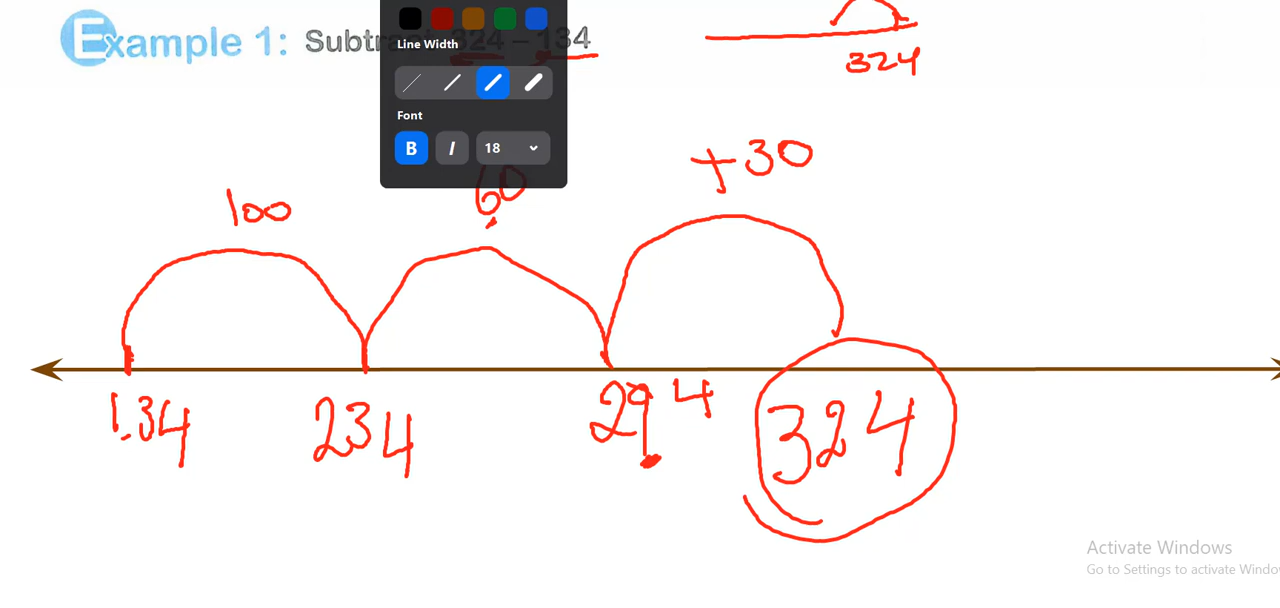 Example 1: Subtract 324 – 134
324
Line Width
Font
B I 18
+30
60
100
134 234 294 324
Activate Windows
Go to Settings to activate Windo